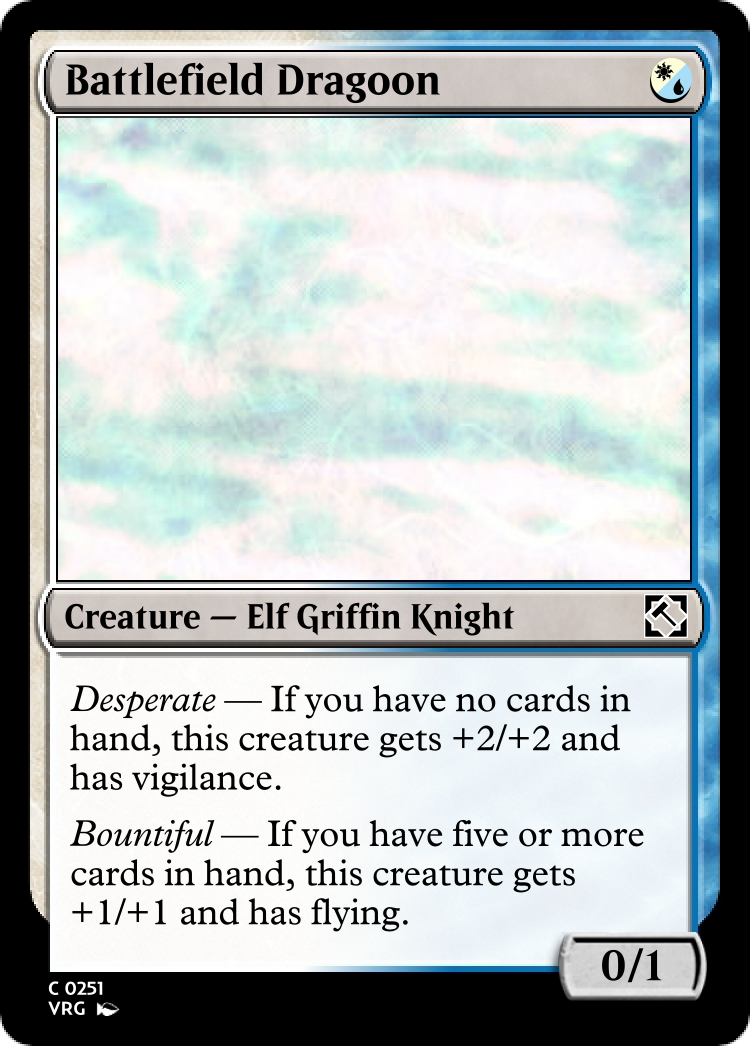 Battlefield Dragoon
Creature — Elf Griffin Knight
Desperate — If you have no cards in
hand, this creature gets +2/+2 and
has vigilance.
Bountiful — If you have five or more
cards in hand, this creature gets
+1/+1 and has flying.
0/1
C 0251
VRG